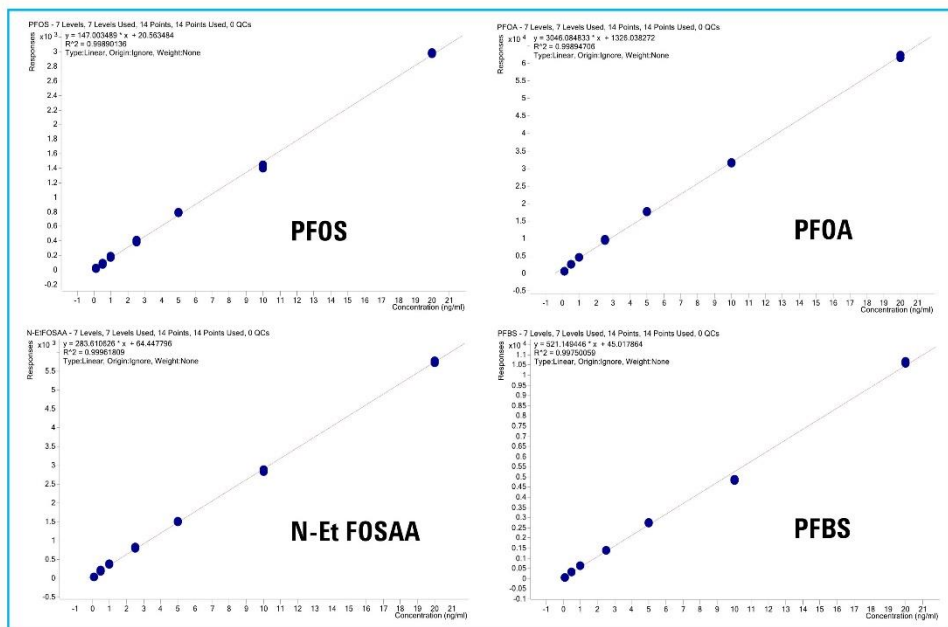 PFOS - 7 Levels, 7 Levels Used, 14 Points, 14 Points Used, 0 QCs
y = 147.003489 * x + 20.563484
R^2 = 0.99890136
Type:Linear, Origin:Ignore, Weight:None
Responses
x10 3
3
2.8
2.6
2.4
2.2
2
1.8
1.6
1.4
1.2
1
0.8
0.6
0.4
0.2
0
-0.2
PFOS
-1 0 1 2 3 4 5 6 7 8 9 10 11 12 13 14 15 16 17 18 19 20 21
Concentration (ng/ml)
PFOA - 7 Levels, 7 Levels Used, 14 Points, 14 Points Used, 0 QCs
y = 3046.084833 * x + 1326.038272
R^2 = 0.99894706
Type:Linear, Origin:Ignore, Weight:None
Responses
x10 4
6
5.5
5
4.5
4
3.5
3
2.5
2
1.5
1
0.5
0
-0.5
PFOA
-1 0 1 2 3 4 5 6 7 8 9 10 11 12 13 14 15 16 17 18 19 20 21
Concentration (ng/ml)
N-EtFOSAA - 7 Levels, 7 Levels Used, 14 Points, 14 Points Used, 0 QCs
y = 283.610626 * x + 64.447796
R^2 = 0.99961809
Type:Linear, Origin:Ignore, Weight:None
Responses
x10 3
5.5
5
4.5
4
3.5
3
2.5
2
1.5
1
0.5
0
-0.5
N-Et FOSAA
-2 -1 0 1 2 3 4 5 6 7 8 9 10 11 12 13 14 15 16 17 18 19 20 21
Concentration (ng/ml)
PFBS - 7 Levels, 7 Levels Used, 14 Points, 14 Points Used, 0 QCs
y = 521.149446 * x + 45.017864
R^2 = 0.99750059
Type:Linear, Origin:Ignore, Weight:None
Responses
x10 4
1.1
1.05
1
0.95
0.9
0.85
0.8
0.75
0.7
0.65
0.6
0.55
0.5
0.45
0.4
0.35
0.3
0.25
0.2
0.15
0.1
0.05
0
-0.05
-0.1
PFBS
-2 -1 0 1 2 3 4 5 6 7 8 9 10 11 12 13 14 15 16 17 18 19 20 21
Concentration (ng/ml)